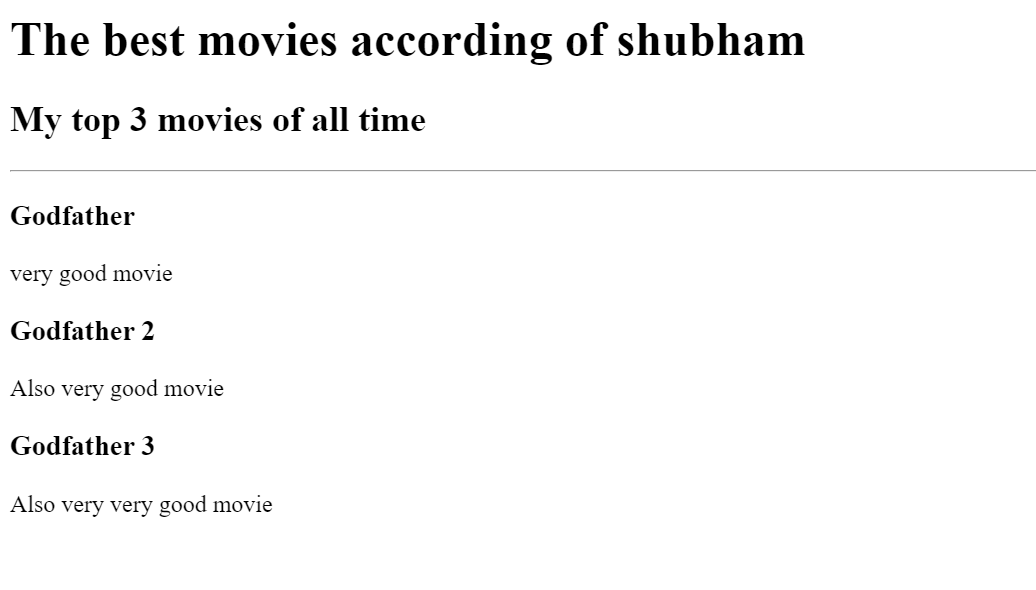 The best movies according of shubham
My top 3 movies of all time
Godfather
very good movie
Godfather 2
Also very good movie
Godfather 3
Also very very good movie